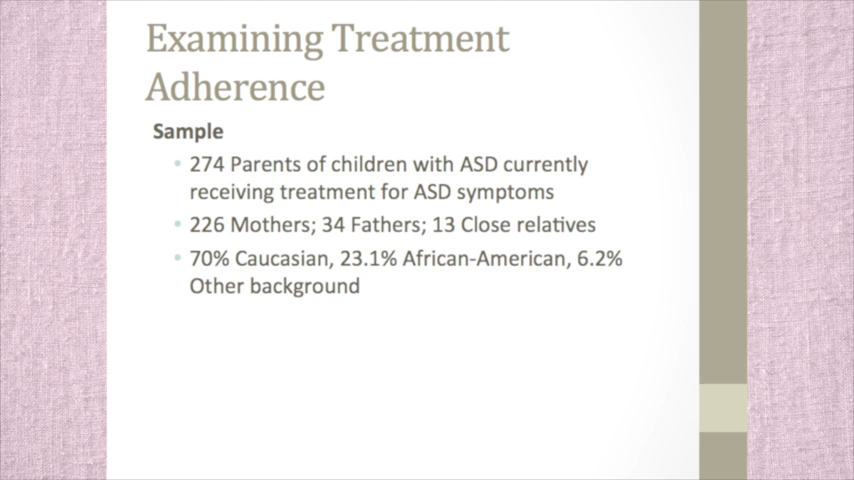 Examining Treatment
Adherence
Sample
• 274 Parents of children with ASD currently
receiving treatment for ASD symptoms
• 226 Mothers; 34 Fathers; 13 Close relatives
• 70% Caucasian, 23.1% African-American, 6.2%
Other background